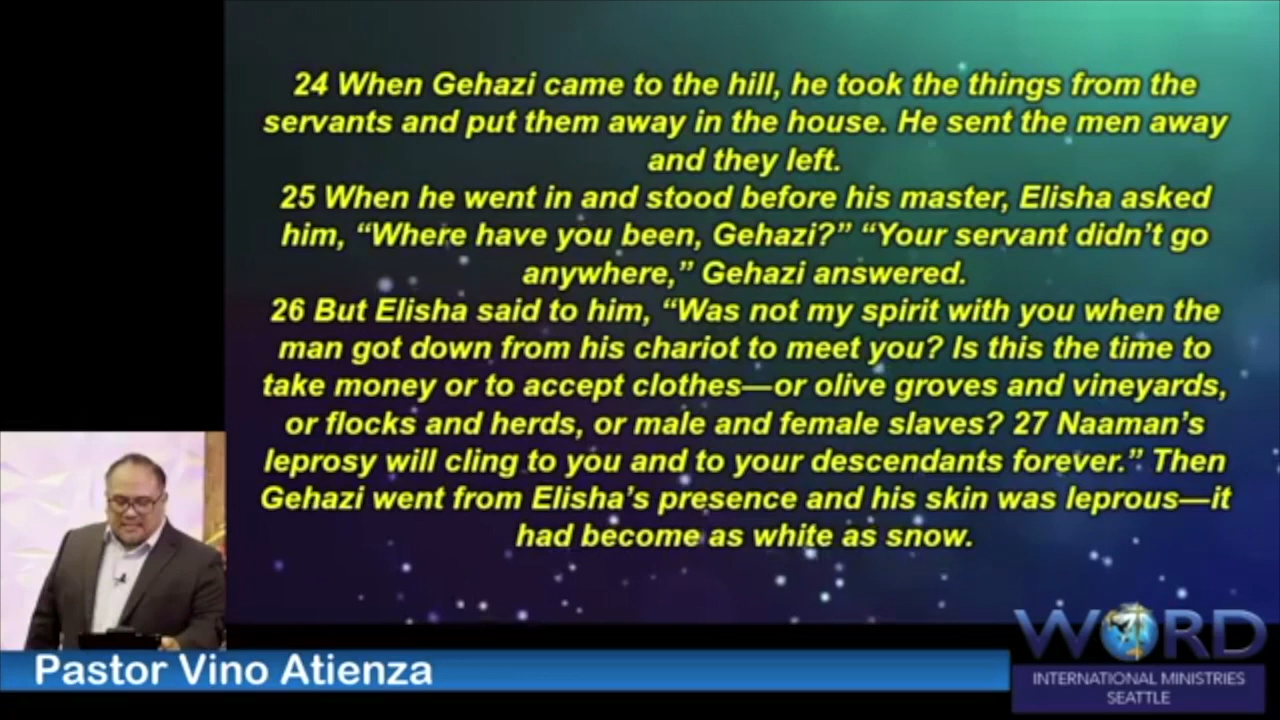 24 When Gehazi came to the hill, he took the things from the
servants and put them away in the house. He sent the men away
and they left.
25 When he went in and stood before his master, Elisha asked
him, “Where have you been, Gehazi?” “Your servant didn’t go
anywhere,” Gehazi answered.
26 But Elisha said to him, “Was not my spirit with you when the
man got down from his chariot to meet you? Is this the time to
take money or to accept clothes—or olive groves and vineyards,
or flocks and herds, or male and female slaves? 27 Naaman’s
leprosy will cling to you and to your descendants forever.” Then
Gehazi went from Elisha’s presence and his skin was leprous—it
had become as white as snow.
Pastor Vino Atienza
WORD
INTERNATIONAL MINISTRIES
SEATTLE